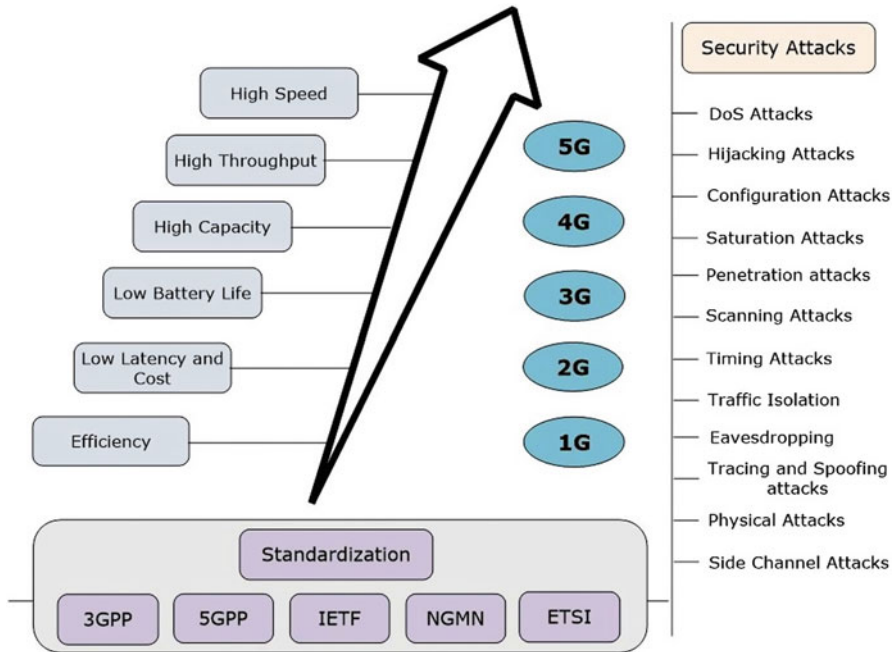 High Speed
High Throughput
High Capacity
Low Battery Life
Low Latency and
Cost
Efficiency
5G
4G
3G
2G
1G
Security Attacks
DoS Attacks
Hijacking Attacks
Configuration Attacks
Saturation Attacks
Penetration attacks
Scanning Attacks
Timing Attacks
Traffic Isolation
Eavesdropping
Tracing and Spoofing
attacks
Physical Attacks
Side Channel Attacks
Standardization
3GPP
5GPP
IETF
NGMN
ETSI